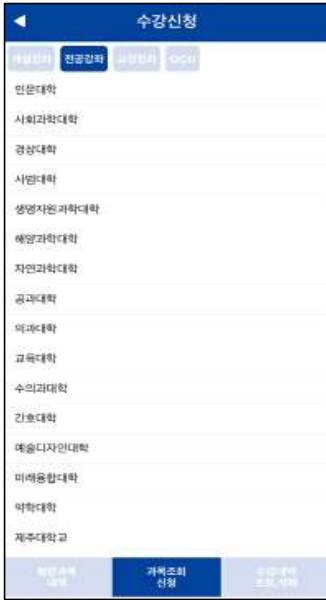 수강신청
전공강좌
OCU
인문대학
사회과학대학
경상대학
사범대학
생명자원과학대학
해양과학대학
자연과학대학
공과대학
의과대학
교육대학
수의과대학
간호대학
예술디자인대학
미래융합대학
약학대학
제주대학교
과목조회
신청